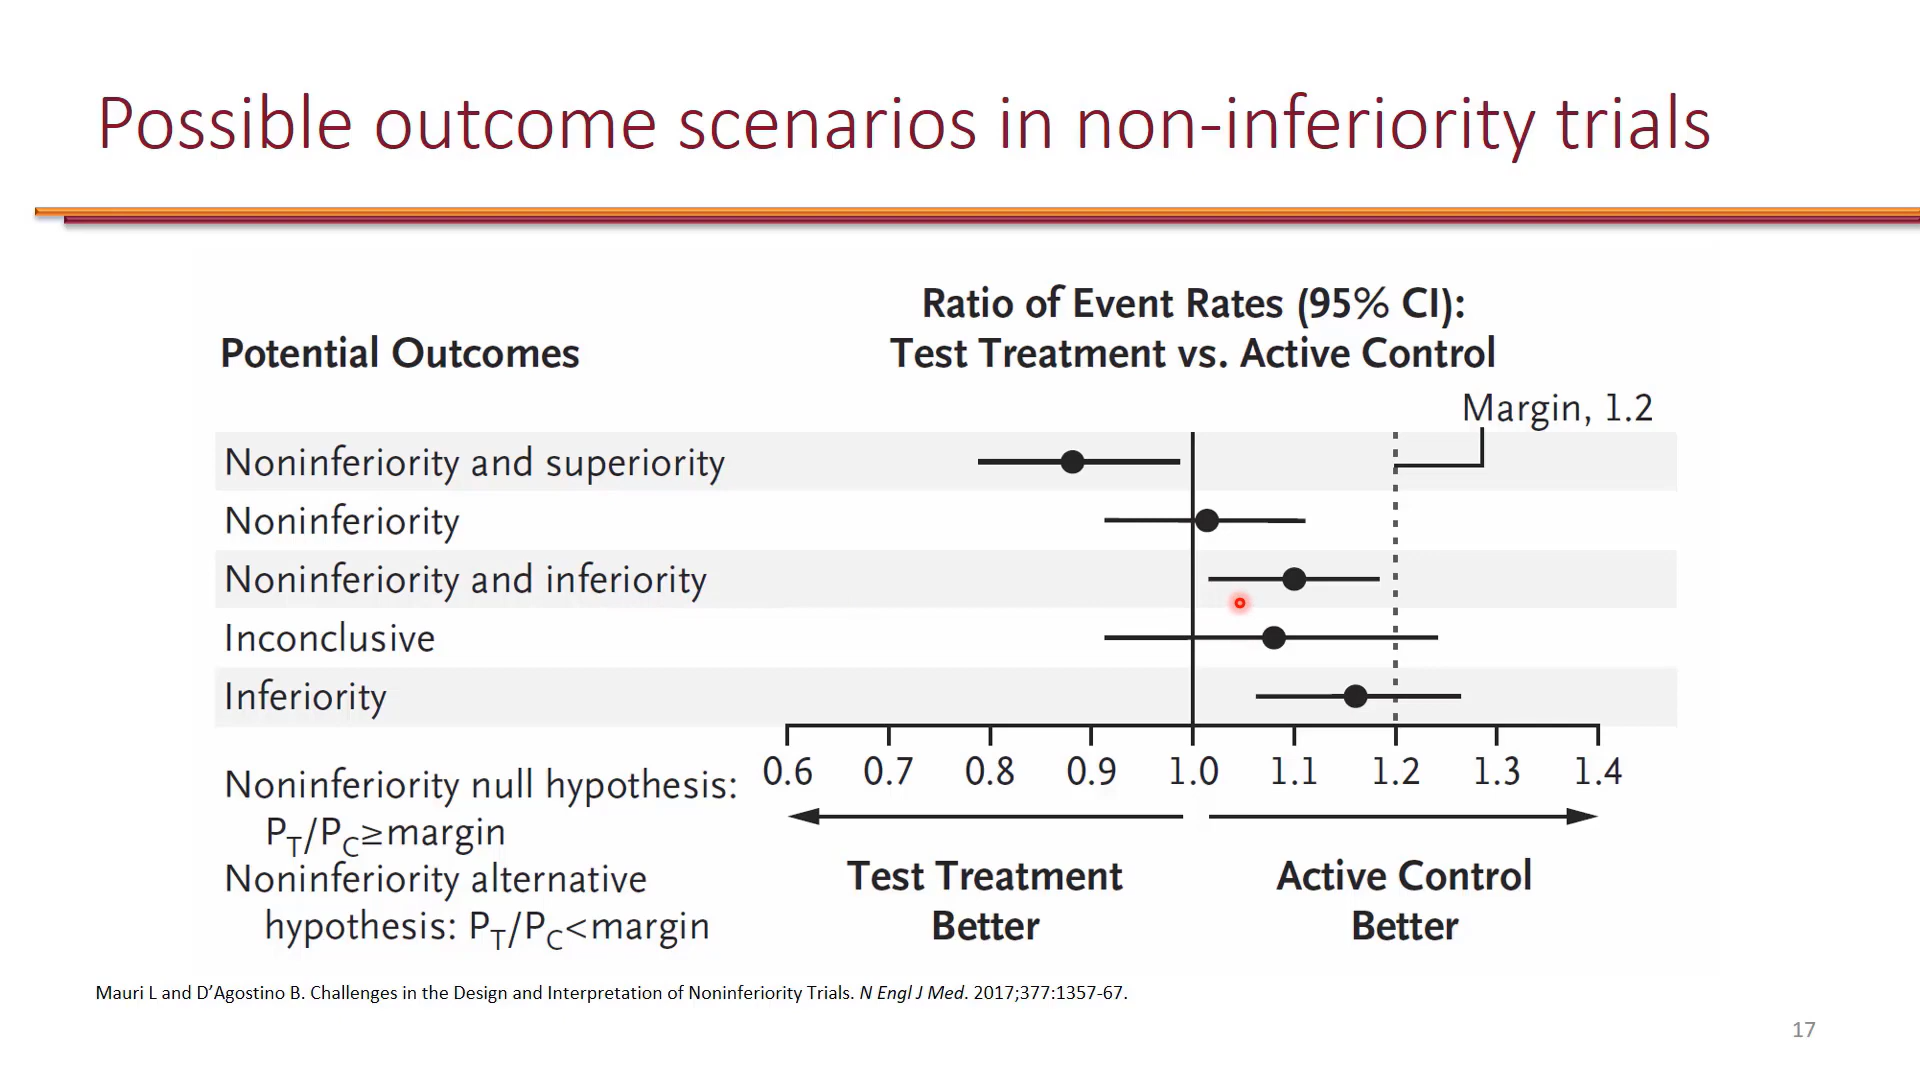 Possible outcome scenarios in non-inferiority trials
Ratio of Event Rates (95% CI):
Potential Outcomes
Test Treatment vs. Active Control
Margin, 1.2
Noninferiority and superiority
Noninferiority
Noninferiority and inferiority
Inconclusive
Inferiority
0.6 0.7 0.8 0.9 1.0 1.1 1.2 1.3 1.4
Noninferiority null hypothesis:
PT/PC≥margin
Noninferiority alternative
hypothesis: PT/PC<margin
Test Treatment
Better
Active Control
Better
Mauri L and D’Agostino B. Challenges in the Design and Interpretation of Noninferiority Trials. N Engl J Med. 2017;377:1357-67.
17